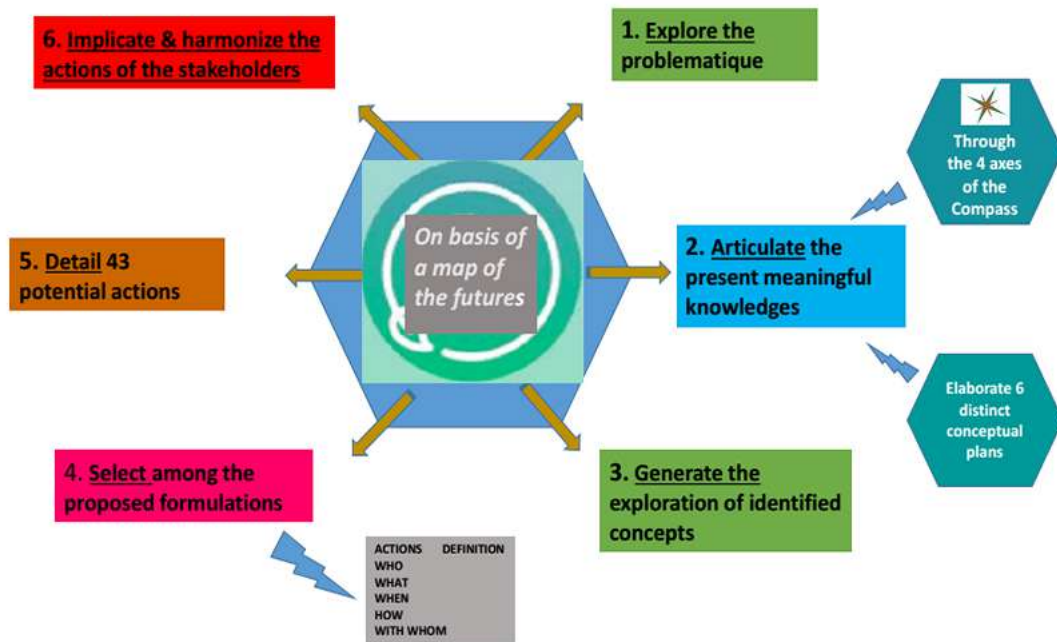 6. Implicate & harmonize the
actions of the stakeholders
1. Explore the
problematique
Through
the 4 axes
of the
Compass
On basis of
a map of
the futures
2. Articulate the
present meaningful
knowledges
5. Detail 43
potential actions
Elaborate 6
distinct
conceptual
plans
4. Select among the
proposed formulations
3. Generate the
exploration of identified
concepts
ACTIONS DEFINITION
WHO
WHAT
WHEN
HOW
WITH WHOM